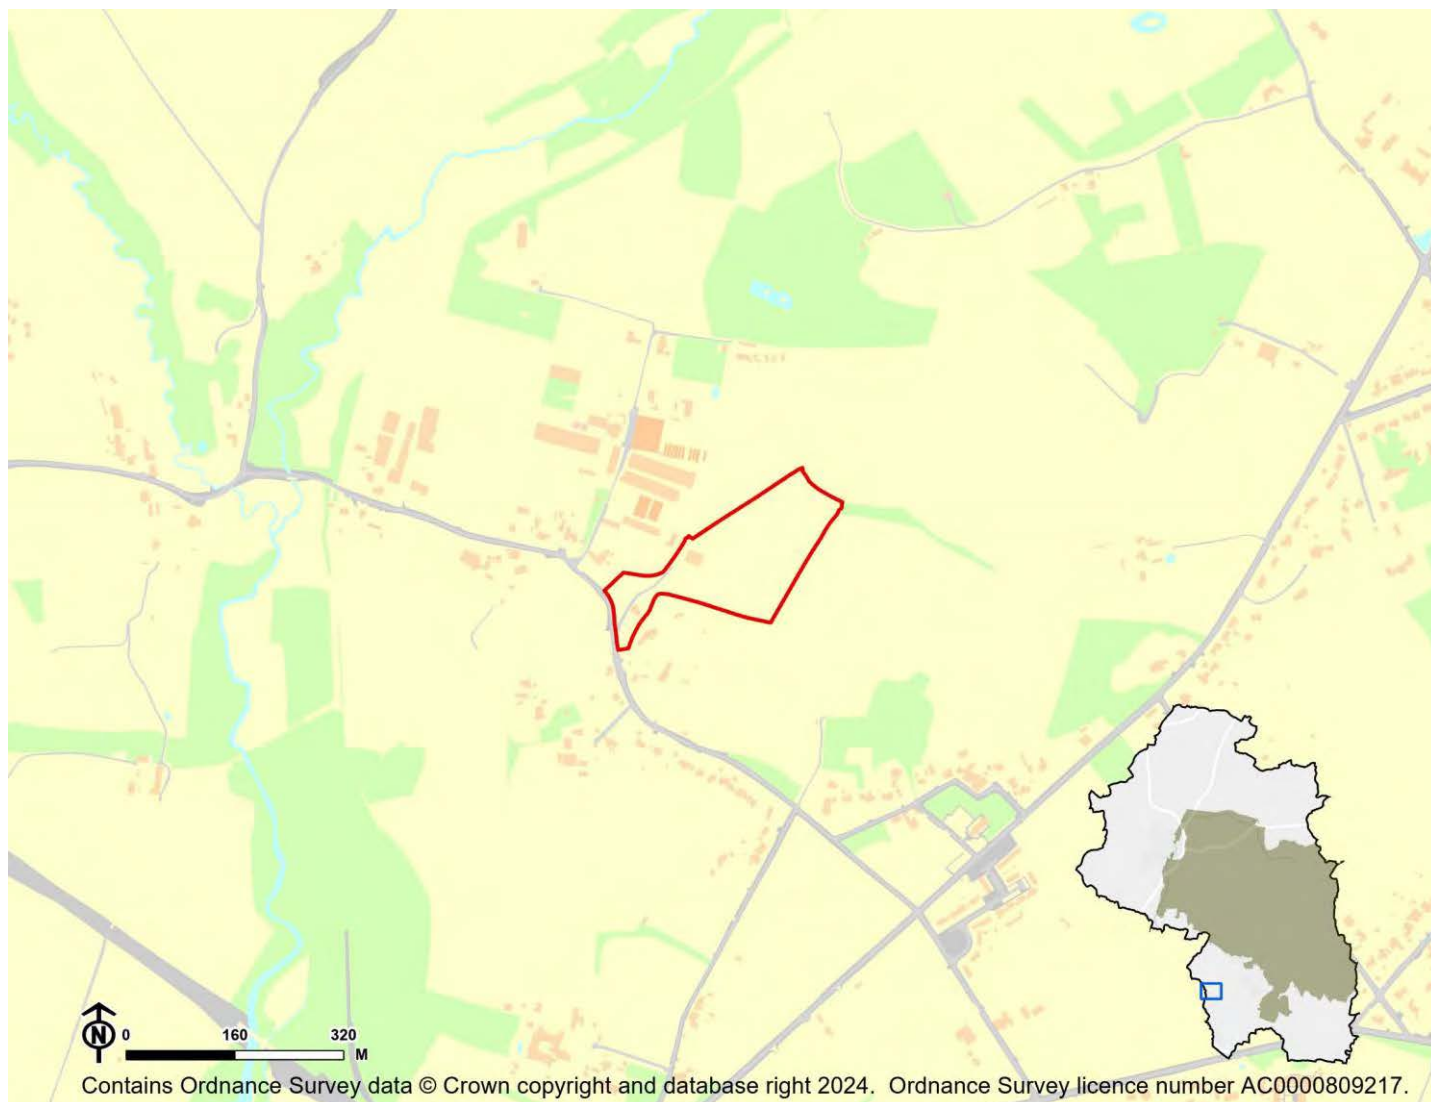 N
0 160 320
M
Contains Ordnance Survey data © Crown copyright and database right 2024. Ordnance Survey licence number AC0000809217.